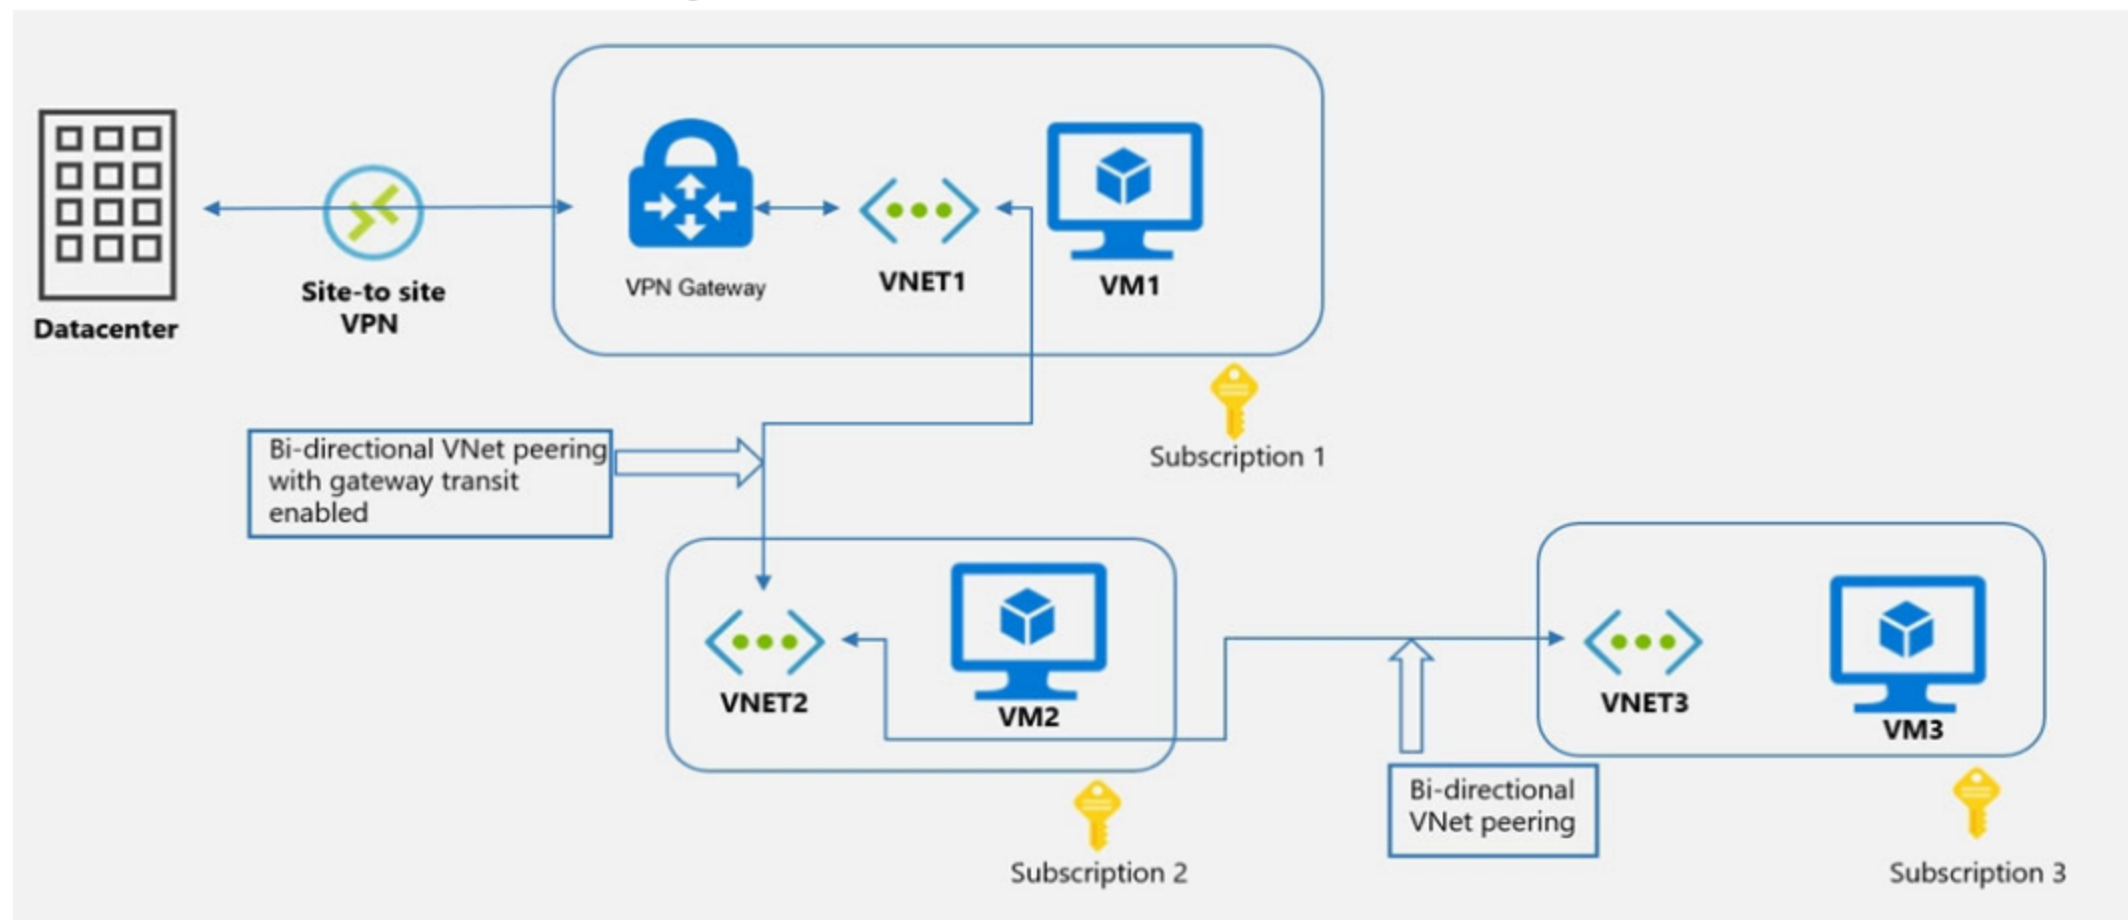 Datacenter
Site-to site
VPN
VPN Gateway
VNET1
VM1
Subscription 1
Bi-directional VNet peering
with gateway transit
enabled
VNET2
VM2
Subscription 2
Bi-directional
VNet peering
VNET3
VM3
Subscription 3